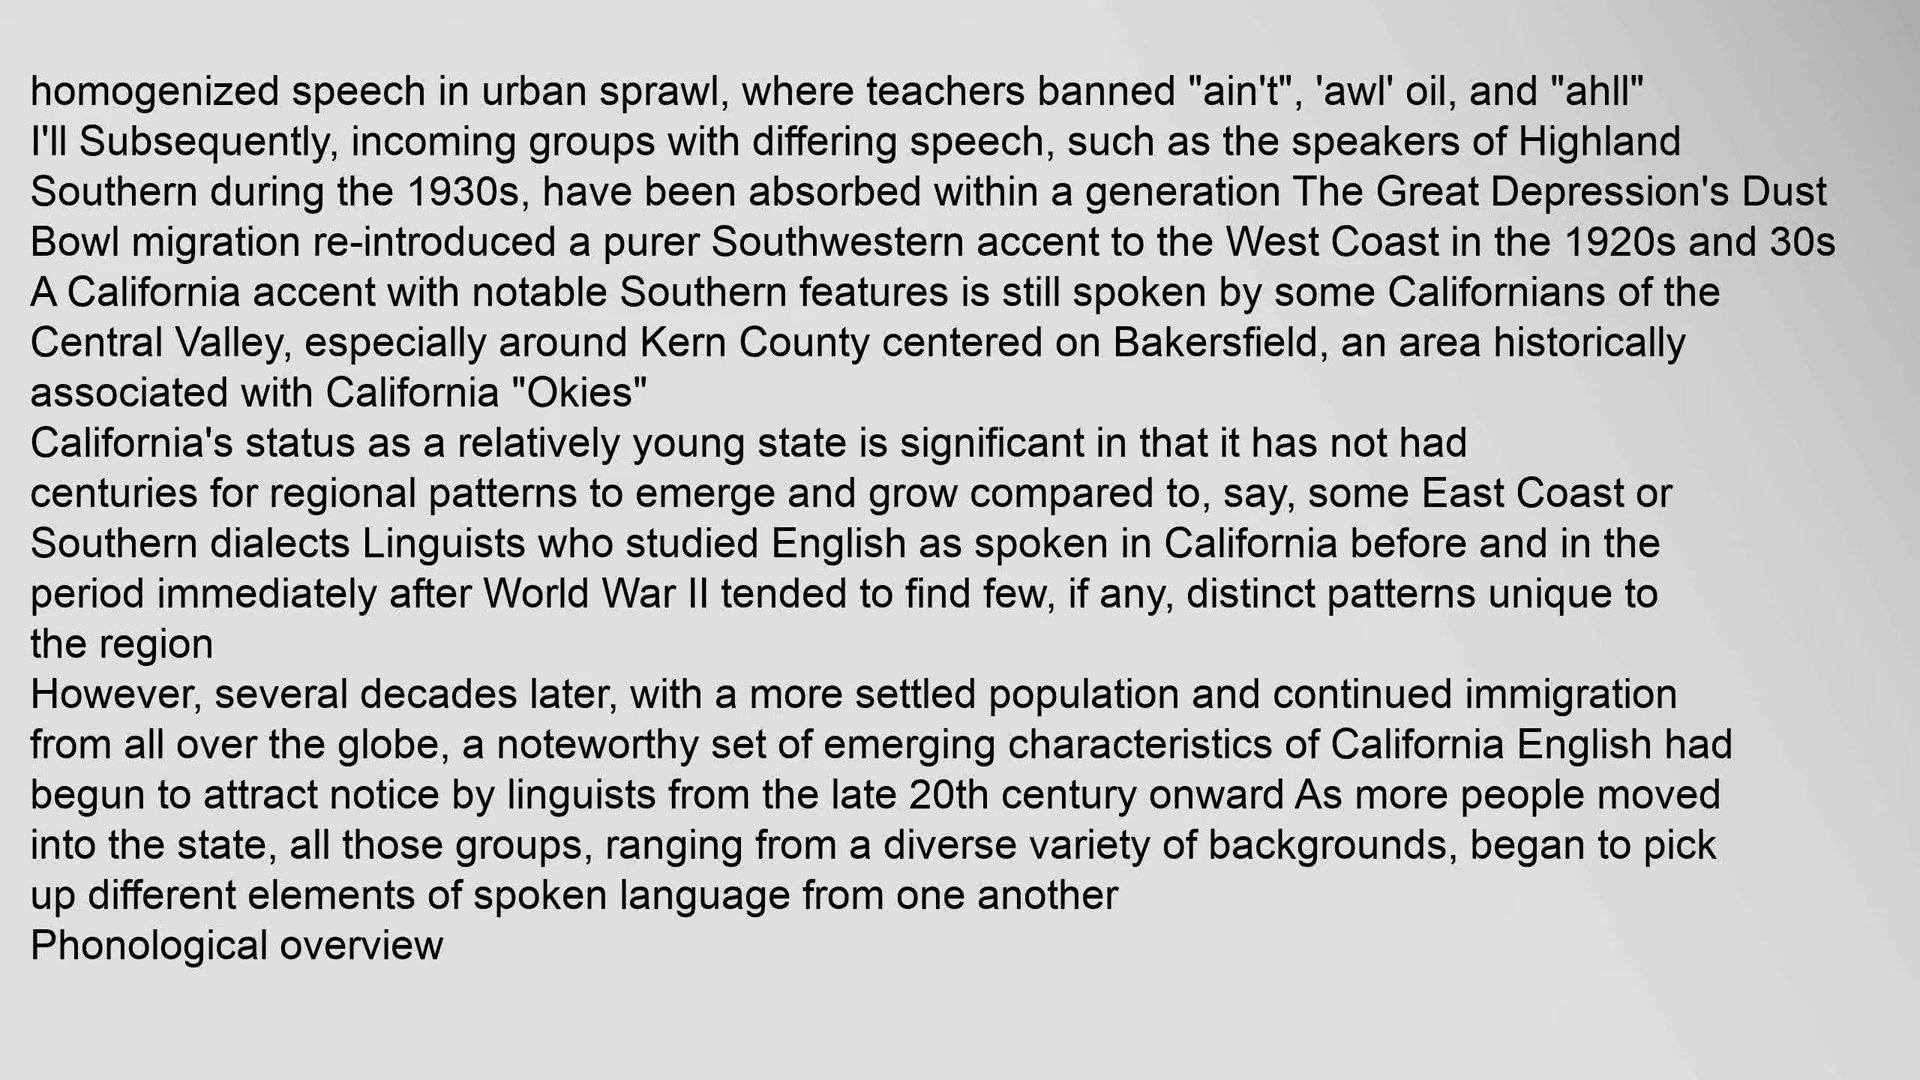 homogenized speech in urban sprawl, where teachers banned "ain't", 'awl' oil, and "ahll"
I'll Subsequently, incoming groups with differing speech, such as the speakers of Highland
Southern during the 1930s, have been absorbed within a generation The Great Depression's Dust
Bowl migration re-introduced a purer Southwestern accent to the West Coast in the 1920s and 30s
A California accent with notable Southern features is still spoken by some Californians of the
Central Valley, especially around Kern County centered on Bakersfield, an area historically
associated with California "Okies"
California's status as a relatively young state is significant in that it has not had
centuries for regional patterns to emerge and grow compared to, say, some East Coast or
Southern dialects Linguists who studied English as spoken in California before and in the
period immediately after World War II tended to find few, if any, distinct patterns unique to
the region
However, several decades later, with a more settled population and continued immigration
from all over the globe, a noteworthy set of emerging characteristics of California English had
begun to attract notice by linguists from the late 20th century onward As more people moved
into the state, all those groups, ranging from a diverse variety of backgrounds, began to pick
up different elements of spoken language from one another
Phonological overview